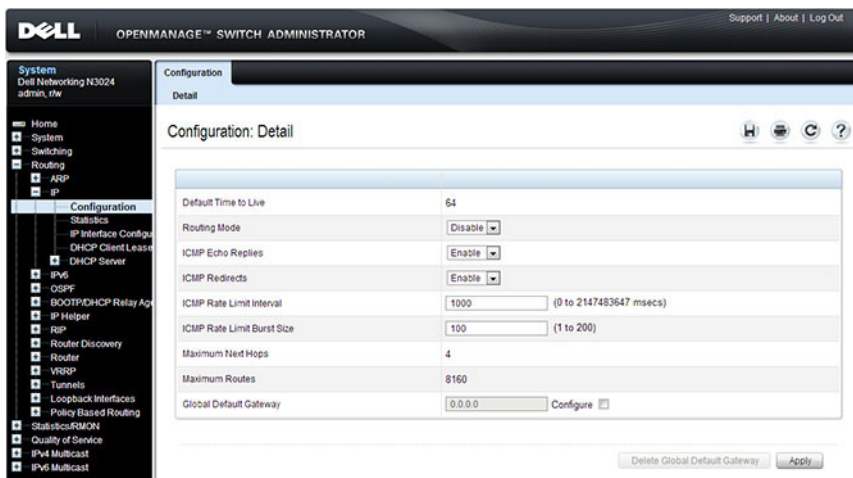 Support | About | Log Out
DELL OPENMANAGE™ SWITCH ADMINISTRATOR
System
Dell Networking N3024
admin, r/w
Home
System
Switching
Routing
ARP
IP
Configuration
Statistics
IP Interface Configu
DHCP Client Lease
DHCP Server
IPv6
OSPF
BOOTP/DHCP Relay Age
IP Helper
RIP
Router Discovery
Router
VRRP
Tunnels
Loopback Interfaces
Policy Based Routing
Statistics/RMON
Quality of Service
IPv4 Multicast
IPv6 Multicast
Configuration
Detail
Configuration: Detail
?
Default Time to Live 64
Routing Mode Disable
ICMP Echo Replies Enable
ICMP Redirects Enable
ICMP Rate Limit Interval 1000 (0 to 2147483647 msecs)
ICMP Rate Limit Burst Size 100 (1 to 200)
Maximum Next Hops 4
Maximum Routes 8160
Global Default Gateway 0.0.0.0 Configure
Delete Global Default Gateway Apply